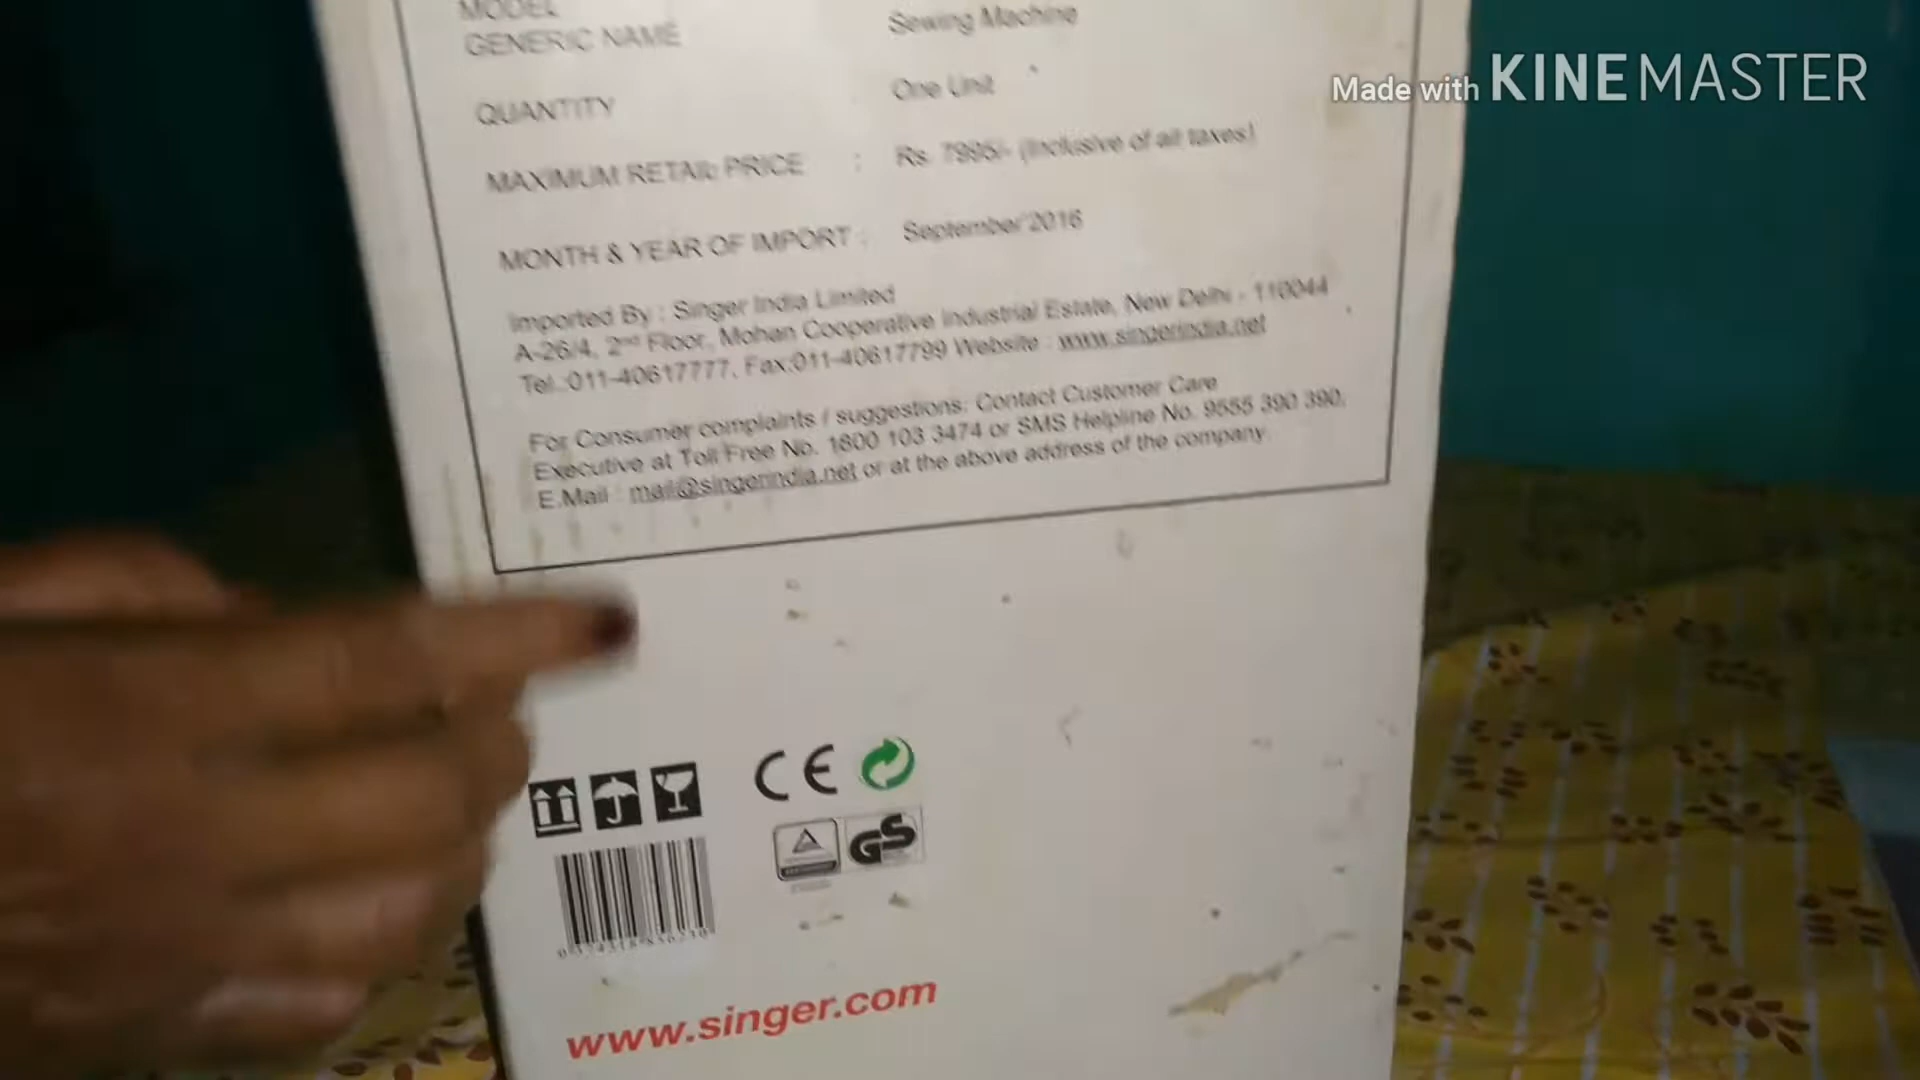 Made with KINEMASTER
MODEL
GENERIC NAME Sewing Machine
QUANTITY One Unit
MAXIMUM RETAIL PRICE : Rs. 7995/- (Inclusive of all taxes)
MONTH & YEAR OF IMPORT : September'2016
Imported By : Singer India Limited
A-26/4, 2nd Floor, Mohan Cooperative Industrial Estate, New Delhi - 110044
Tel.:011-40617777, Fax:011-40617799 Website : www.singerindia.net
For Consumer complaints / suggestions: Contact Customer Care
Executive at Toll Free No. 1800 103 3474 or SMS Helpline No. 9555 390 390,
E.Mail : mail@singerindia.net or at the above address of the company.
CE
GS
www.singer.com